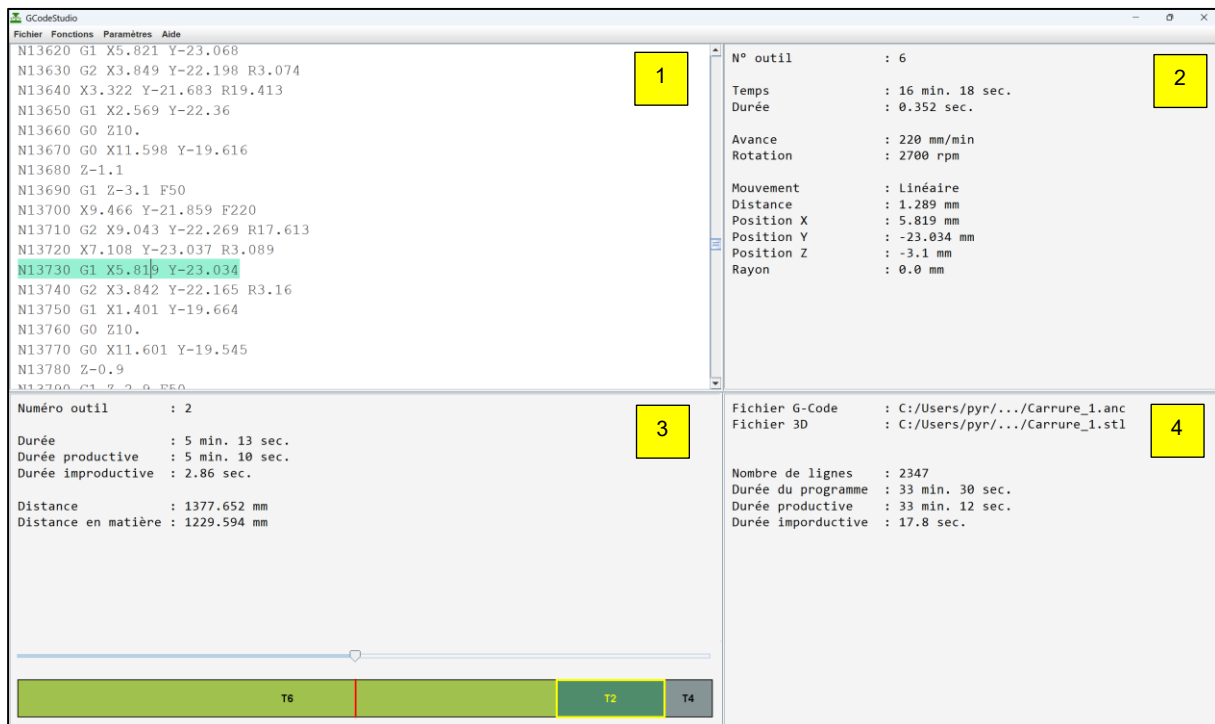 GCodeStudio
Fichier Fonctions Paramètres Aide
N13620 G1 X5.821 Y-23.068
N13630 G2 X3.849 Y-22.198 R3.074
N13640 X3.322 Y-21.683 R19.413
N13650 G1 X2.569 Y-22.36
N13660 G0 Z10.
N13670 G0 X11.598 Y-19.616
N13680 Z-1.1
N13690 G1 Z-3.1 F50
N13700 X9.466 Y-21.859 F220
N13710 G2 X9.043 Y-22.269 R17.613
N13720 X7.108 Y-23.037 R3.089
N13730 G1 X5.819 Y-23.034
N13740 G2 X3.842 Y-22.165 R3.16
N13750 G1 X1.401 Y-19.664
N13760 G0 Z10.
N13770 G0 X11.601 Y-19.545
N13780 Z-0.9
N13790 G1 Z-2.9 F50
1
N° outil : 6
Temps : 16 min. 18 sec.
Durée : 0.352 sec.
Avance : 220 mm/min
Rotation : 2700 rpm
Mouvement : Linéaire
Distance : 1.289 mm
Position X : 5.819 mm
Position Y : -23.034 mm
Position Z : -3.1 mm
Rayon : 0.0 mm
2
Numéro outil : 2
Durée : 5 min. 13 sec.
Durée productive : 5 min. 10 sec.
Durée improductive : 2.86 sec.
Distance : 1377.652 mm
Distance en matière : 1229.594 mm
3
T6 T2 T4
Fichier G-Code : C:/Users/pyr/.../Carrure_1.anc
Fichier 3D : C:/Users/pyr/.../Carrure_1.stl
Nombre de lignes : 2347
Durée du programme : 33 min. 30 sec.
Durée productive : 33 min. 12 sec.
Durée imporductive : 17.8 sec.
4